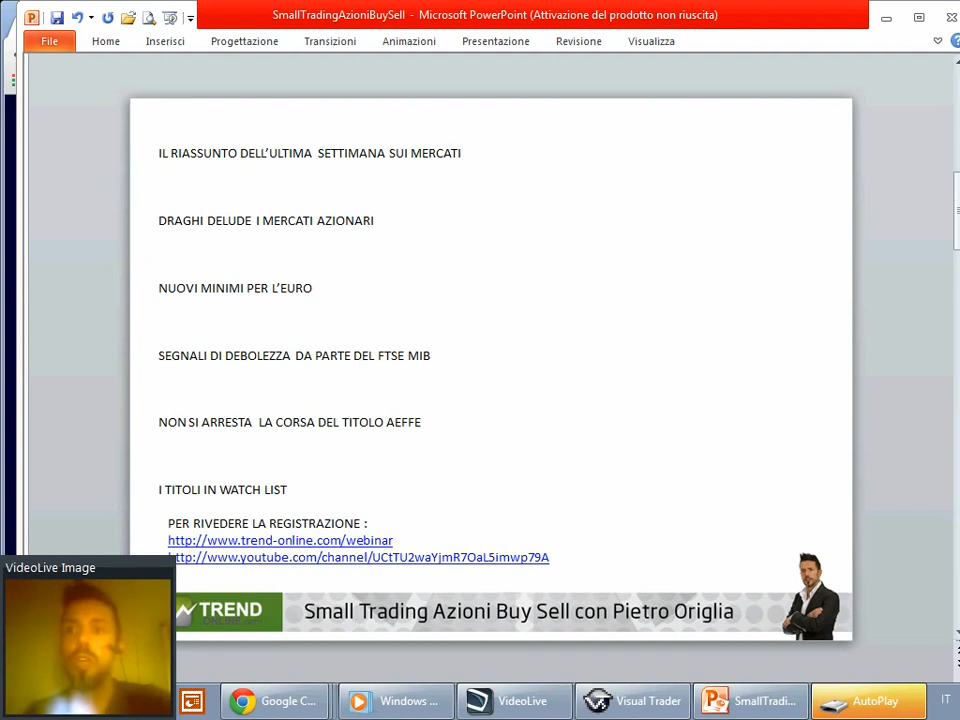 SmallTradingAzioniBuySell - Microsoft PowerPoint (Attivazione del prodotto non riuscita)
File Home Inserisci Progettazione Transizioni Animazioni Presentazione Revisione Visualizza
IL RIASSUNTO DELL'ULTIMA SETTIMANA SUI MERCATI
DRAGHI DELUDE I MERCATI AZIONARI
NUOVI MINIMI PER L'EURO
SEGNALI DI DEBOLEZZA DA PARTE DEL FTSE MIB
NON SI ARRESTA LA CORSA DEL TITOLO AEFFE
I TITOLI IN WATCH LIST
PER RIVEDERE LA REGISTRAZIONE :
http://www.trend-online.com/webinar
http://www.youtube.com/channel/UCtTU2waYjmR7OaL5imwp79A
VideoLive Image
TREND
ONLINE.com
Small Trading Azioni Buy Sell con Pietro Origlia
Google C... Windows ... VideoLive Visual Trader SmallTradi... AutoPlay IT